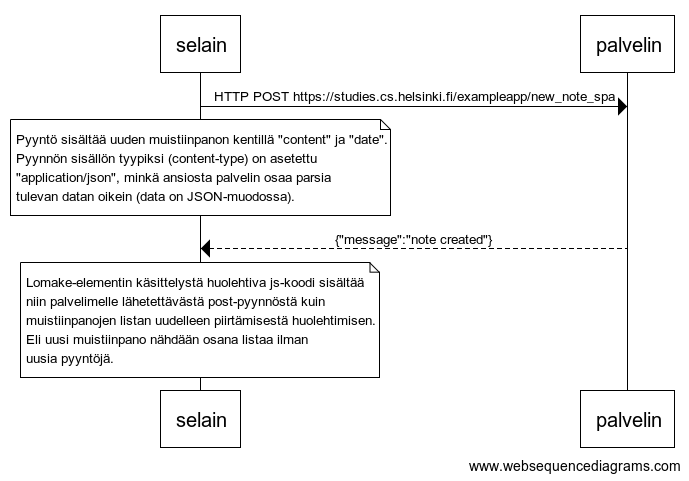 selain
palvelin
HTTP POST https://studies.cs.helsinki.fi/exampleapp/new_note_spa
Pyyntö sisältää uuden muistiinpanon kentillä "content" ja "date".
Pyynnön sisällön tyypiksi (content-type) on asetettu
"application/json", minkä ansiosta palvelin osaa parsia
tulevan datan oikein (data on JSON-muodossa).
{"message":"note created"}
Lomake-elementin käsittelystä huolehtiva js-koodi sisältää
niin palvelimelle lähetettävästä post-pyynnöstä kuin
muistiinpanojen listan uudelleen piirtämisestä huolehtimisen.
Eli uusi muistiinpano nähdään osana listaa ilman
uusia pyyntöjä.
selain
palvelin
www.websequencediagrams.com